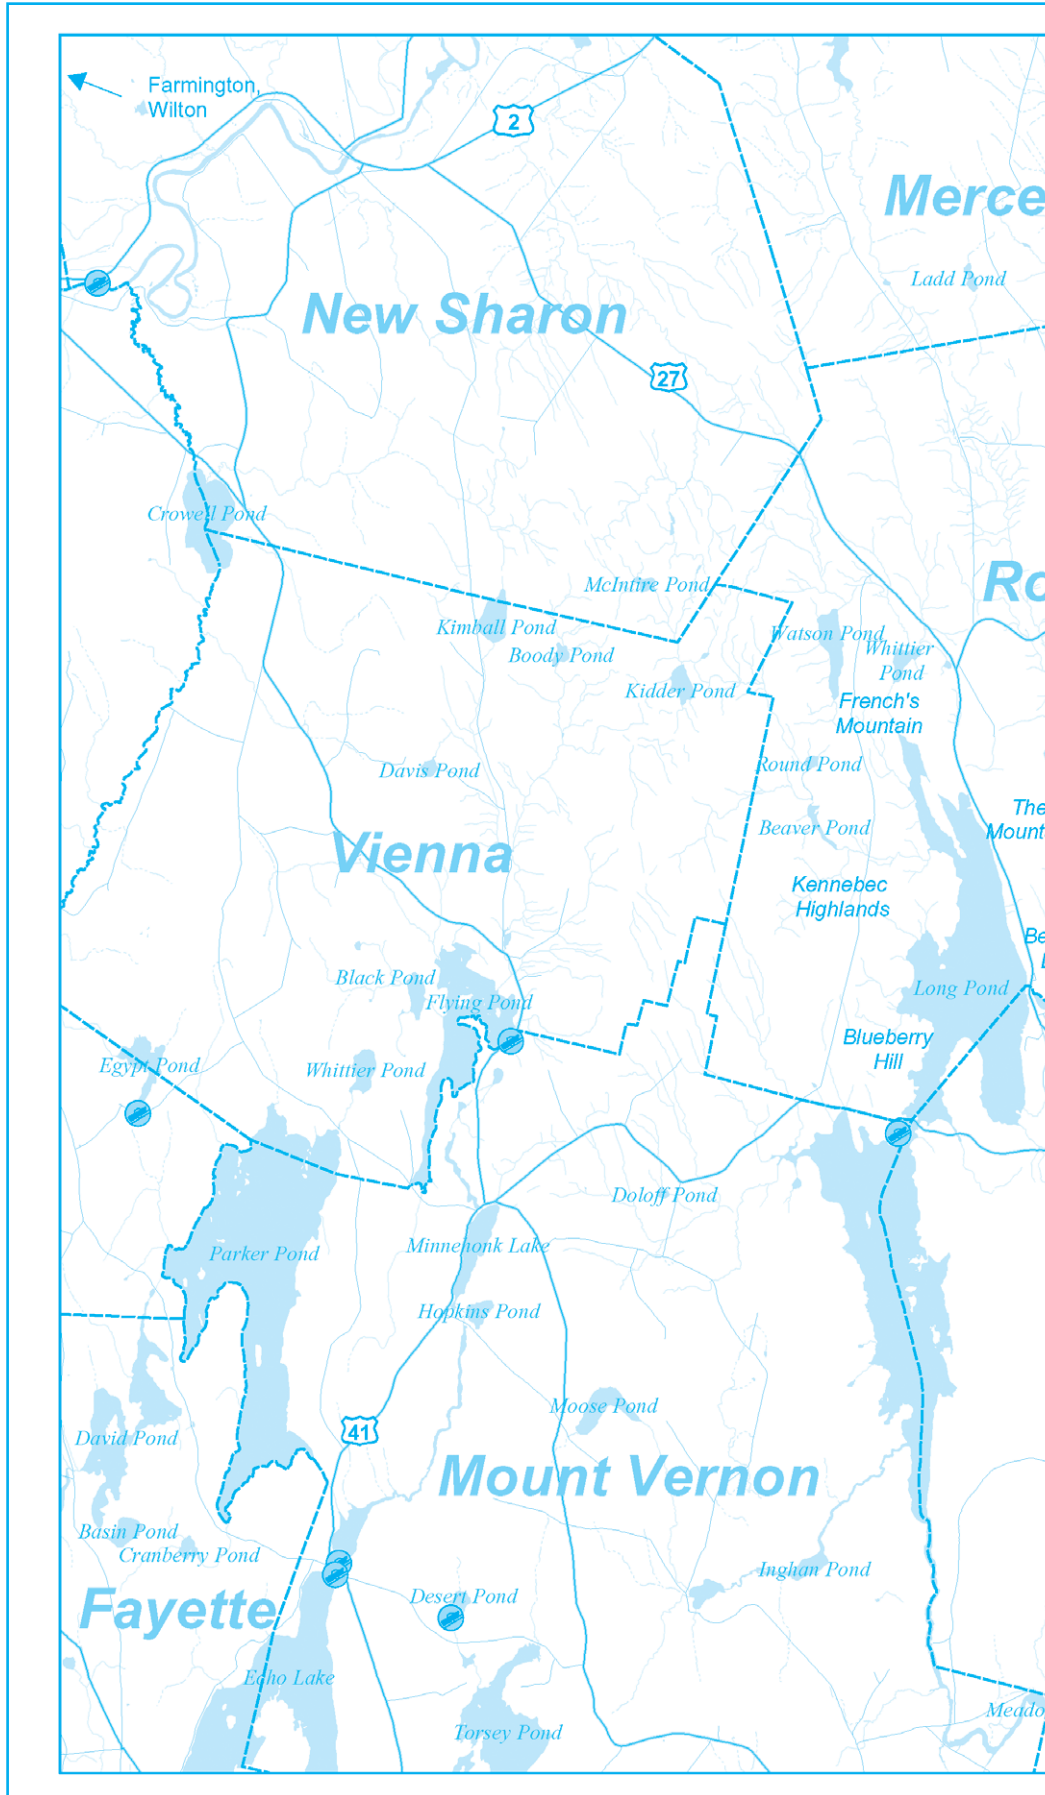 Farmington,
Wilton
2
Merce
Ladd Pond
New Sharon
27
Crowell Pond
McIntire Pond
Ro
Kimball Pond
Boody Pond
Watson Pond
Whittier
Pond
Kidder Pond
French's
Mountain
Davis Pond
Round Pond
The
Mount
Beaver Pond
Vienna
Kennebec
Highlands
Be
Black Pond
Flying Pond
Long Pond
Blueberry
Hill
Egypt Pond
Whittier Pond
Doloff Pond
Parker Pond
Minnehonk Lake
Hopkins Pond
Moose Pond
41
David Pond
Mount Vernon
Basin Pond
Cranberry Pond
Inghan Pond
Desert Pond
Fayette
Echo Lake
Meado
Torsey Pond